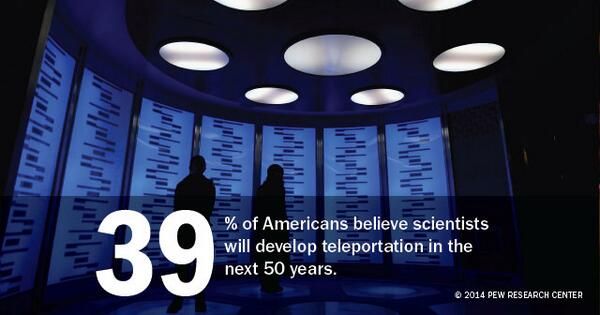 39
% of Americans believe scientists
will develop teleportation in the
next 50 years.
© 2014 PEW RESEARCH CENTER